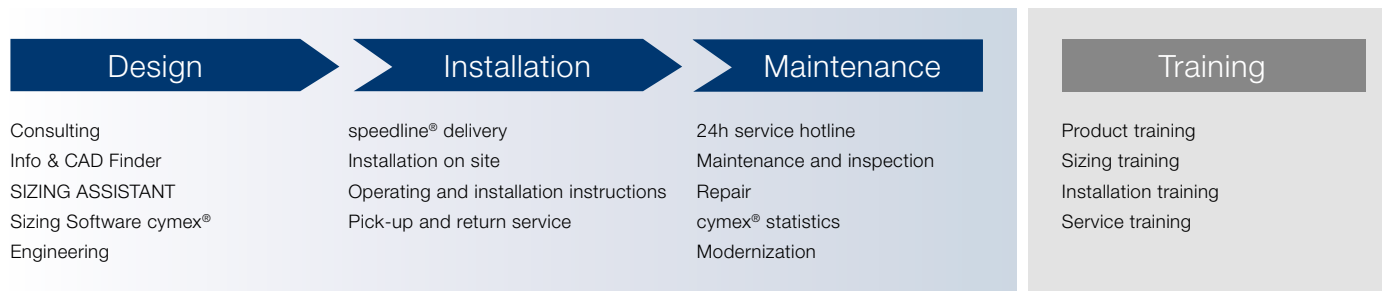 Design
Consulting
Info & CAD Finder
SIZING ASSISTANT
Sizing Software cymex®
Engineering
Installation
speedline® delivery
Installation on site
Operating and installation instructions
Pick-up and return service
Maintenance
24h service hotline
Maintenance and inspection
Repair
cymex® statistics
Modernization
Training
Product training
Sizing training
Installation training
Service training